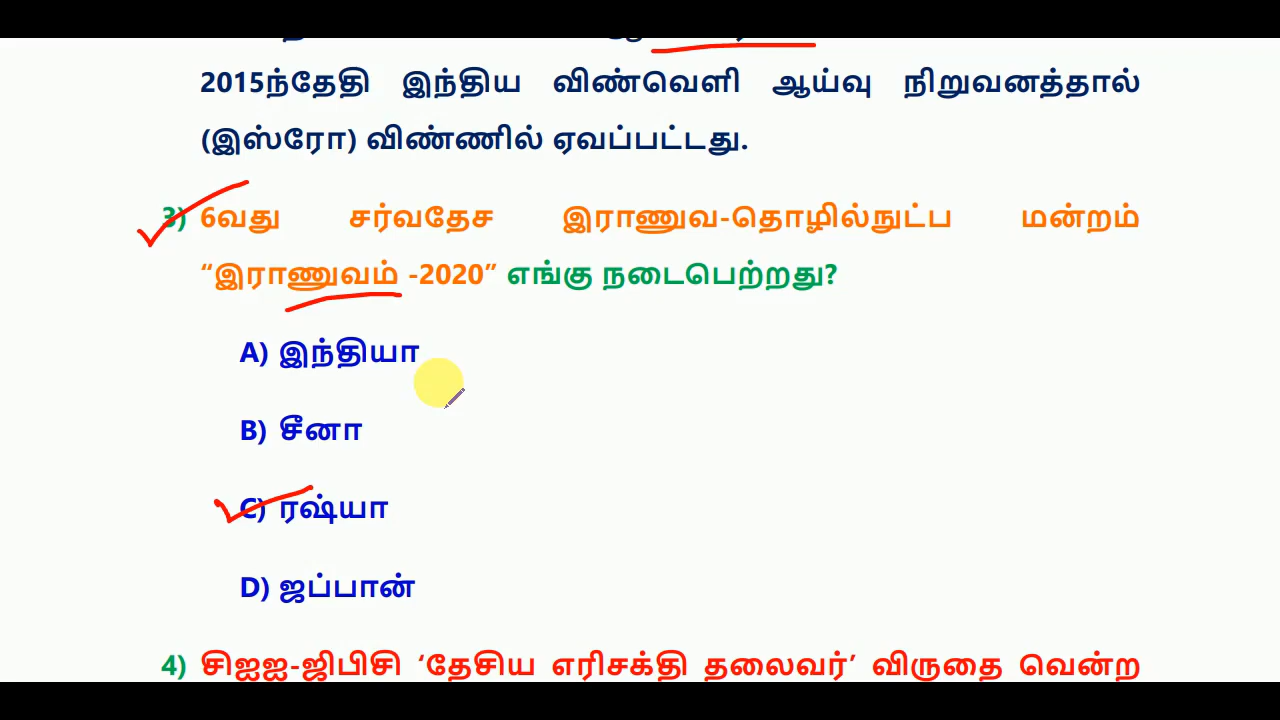 2015ந்தேதி இந்திய விண்வெளி ஆய்வு நிறுவனத்தால்
(இஸ்ரோ) விண்ணில் ஏவப்பட்டது.
3) 6வது சர்வதேச இராணுவ-தொழில்நுட்ப மன்றம்
“இராணுவம் -2020” எங்கு நடைபெற்றது?
A) இந்தியா
B) சீனா
C) ரஷ்யா
D) ஜப்பான்
4) சிஐஐ-ஜிபிசி ‘தேசிய எரிசக்தி தலைவர்’ விருதை வென்ற